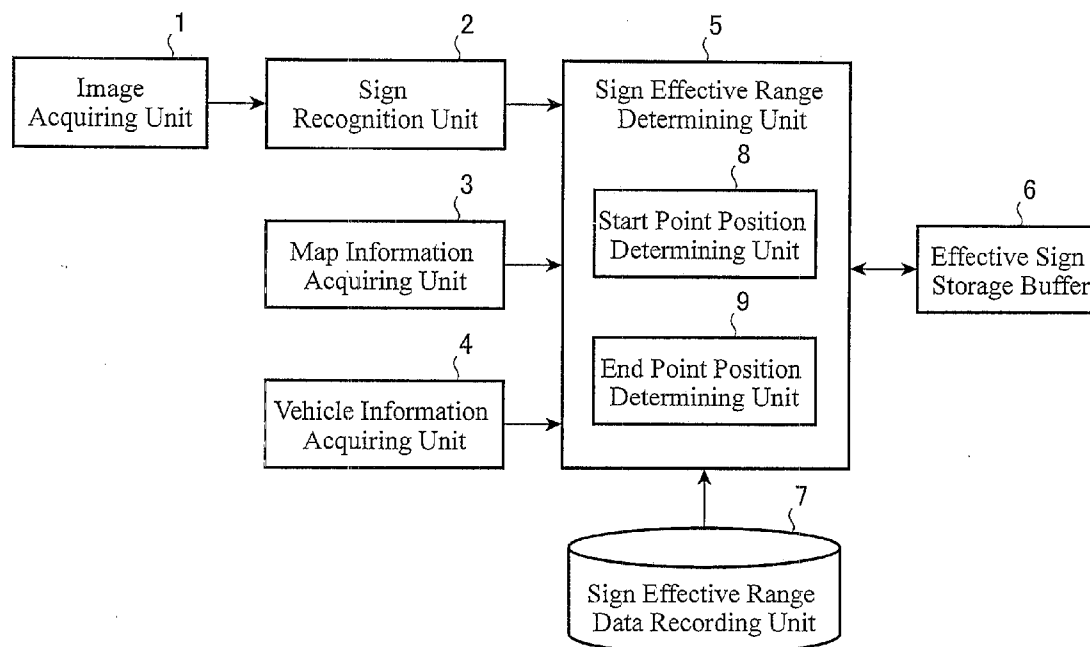 1
Image
Acquiring Unit
2
Sign
Recognition Unit
3
Map Information
Acquiring Unit
4
Vehicle Information
Acquiring Unit
5
Sign Effective Range
Determining Unit
8
Start Point Position
Determining Unit
9
End Point Position
Determining Unit
6
Effective Sign
Storage Buffer
7
Sign Effective Range
Data Recording Unit